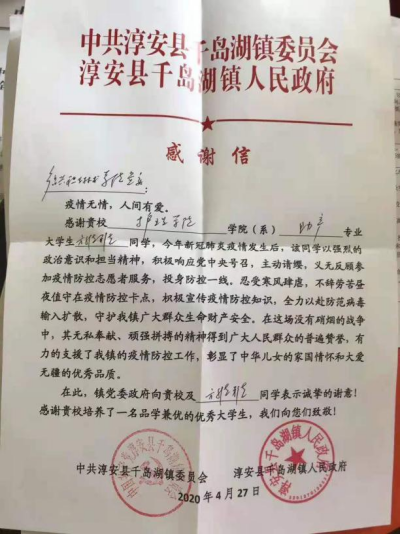 中共淳安县千岛湖镇委员会
淳安县千岛湖镇人民政府
感谢信
疫情无情，人间有爱。
感谢贵校 护理学院 学院（系） 助产 专业
大学生 同学，今年新冠肺炎疫情发生后，该同学以强烈的
政治意识和担当精神，积极响应党中央号召，主动请缨，义无反顾参
加疫情防控志愿者服务，投身防控一线。忍受寒风肆虐，不辞劳苦昼
夜值守在疫情防控卡点，积极宣传疫情防控知识，全力以赴防范病毒
输入扩散，守护我镇广大群众生命财产安全。在这场没有硝烟的战争
中，其无私奉献、顽强拼搏的精神得到广大人民群众的普遍赞誉，有
力的支援了我镇的疫情防控工作，彰显了中华儿女的家国情怀和大爱
无疆的优秀品质。
在此，镇党委政府向贵校及 同学表示诚挚的谢意！
感谢贵校培养了一名品学兼优的优秀大学生，我们向您们致敬！
中共淳安县千岛湖镇委员会 淳安县千岛湖镇人民政府
2020年4月27日